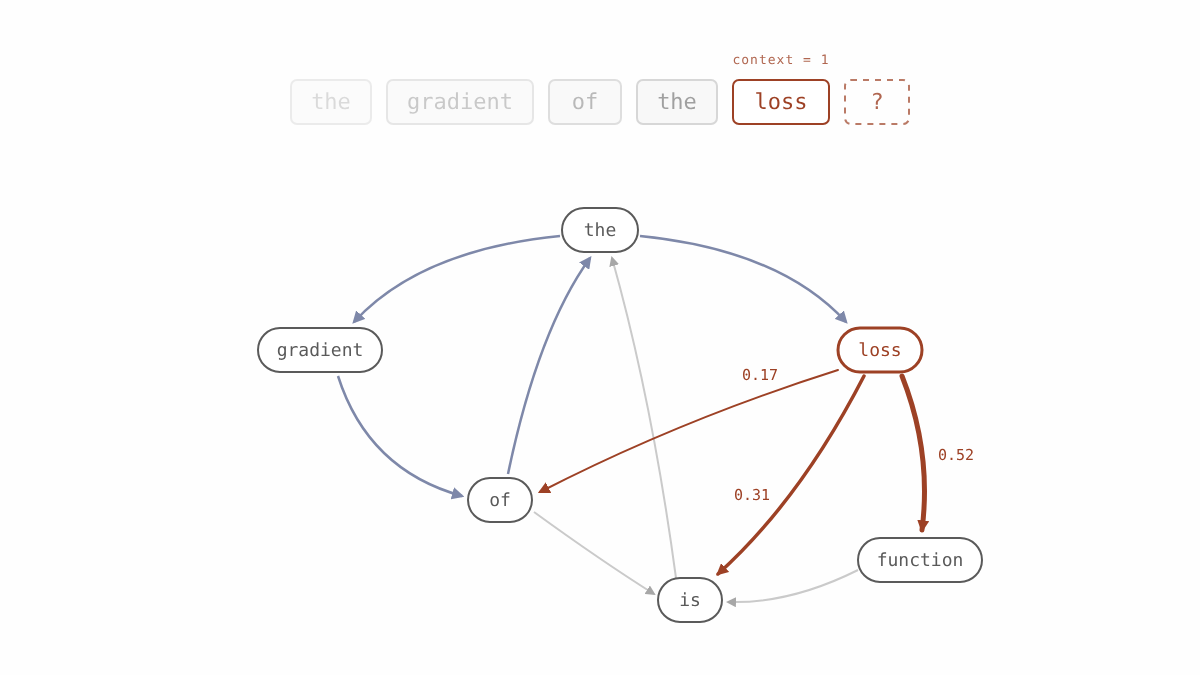 context = 1
the gradient of the loss ?
the
gradient
loss
0.17
0.52
0.31
of
function
is